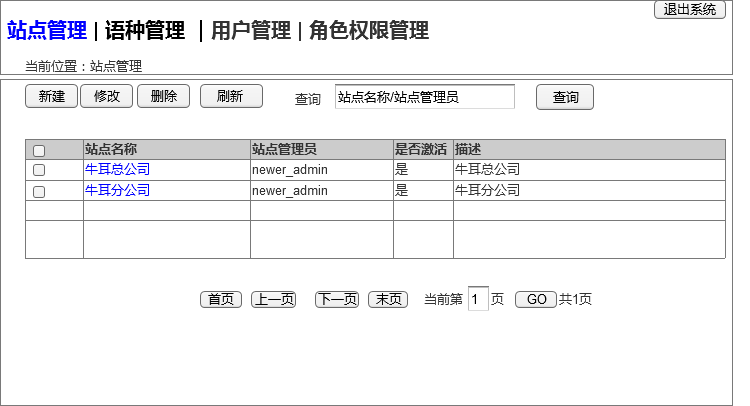 退出系统
站点管理 | 语种管理 | 用户管理 | 角色权限管理
当前位置：站点管理
新建 修改 删除 刷新 查询 站点名称/站点管理员 查询
站点名称 站点管理员 是否激活 描述
牛耳总公司 newer_admin 是 牛耳总公司
牛耳分公司 newer_admin 是 牛耳分公司
首页 上一页 下一页 末页 当前第 1 页 GO 共1页